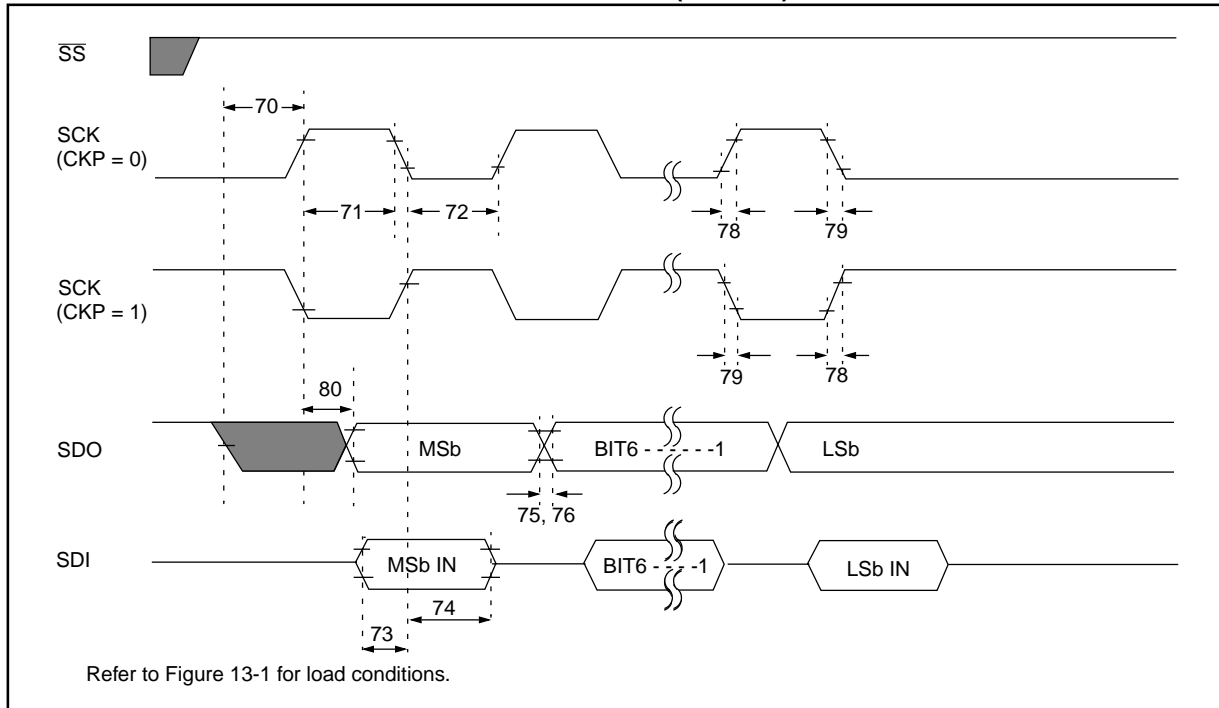 SS
70
SCK
(CKP = 0)
71
72
78
79
SCK
(CKP = 1)
79
78
80
SDO
MSb
BIT6 - - - - - -1
LSb
75, 76
SDI
MSb IN
BIT6 - - - - -1
LSb IN
74
73
Refer to Figure 13-1 for load conditions.